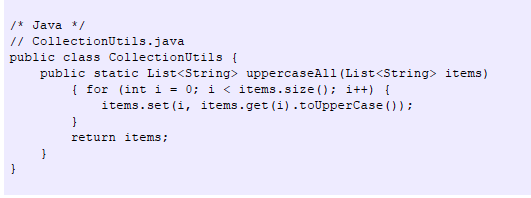 /* Java */
// CollectionUtils.java
public class CollectionUtils {
    public static List<String> uppercaseAll(List<String> items)
        { for (int i = 0; i < items.size(); i++) {
            items.set(i, items.get(i).toUpperCase());
        }
        return items;
    }
}